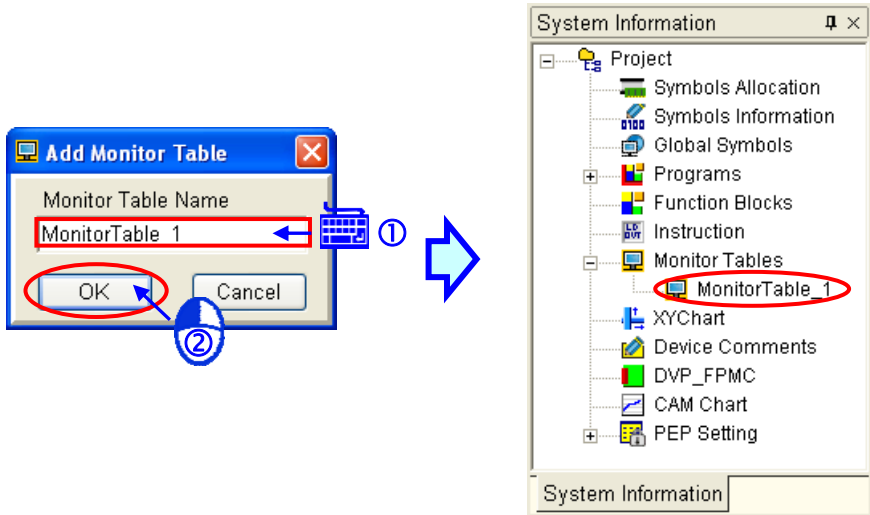 Add Monitor Table
Monitor Table Name
MonitorTable_1
①
OK
Cancel
②
System Information
Project
Symbols Allocation
Symbols Information
Global Symbols
Programs
Function Blocks
Instruction
Monitor Tables
MonitorTable_1
XYChart
Device Comments
DVP_FPMC
CAM Chart
PEP Setting
System Information